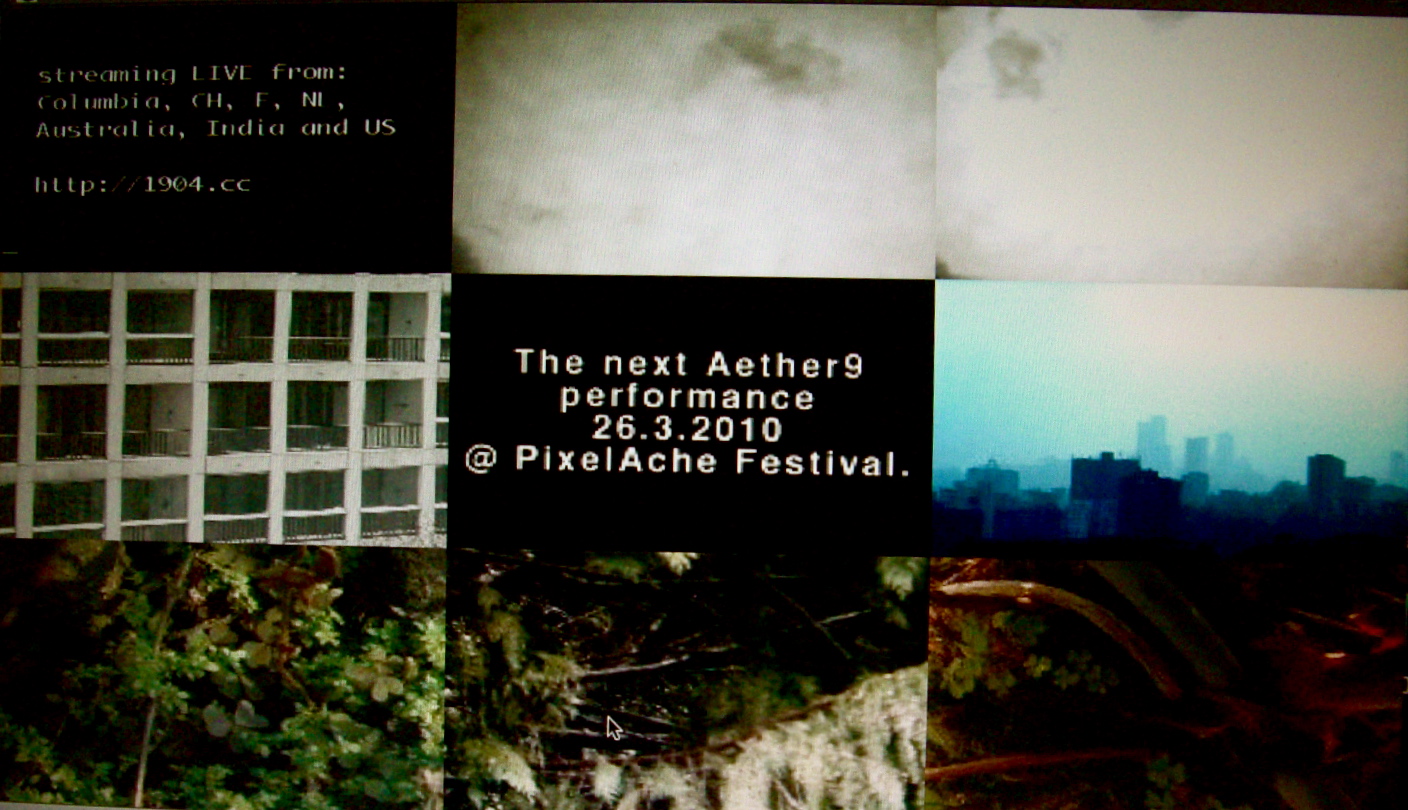 streaming LIVE from:
Columbia, CH, F, NL,
Australia, India and US
http://1904.cc
The next Aether9
performance
26.3.2010
@ PixelAche Festival.